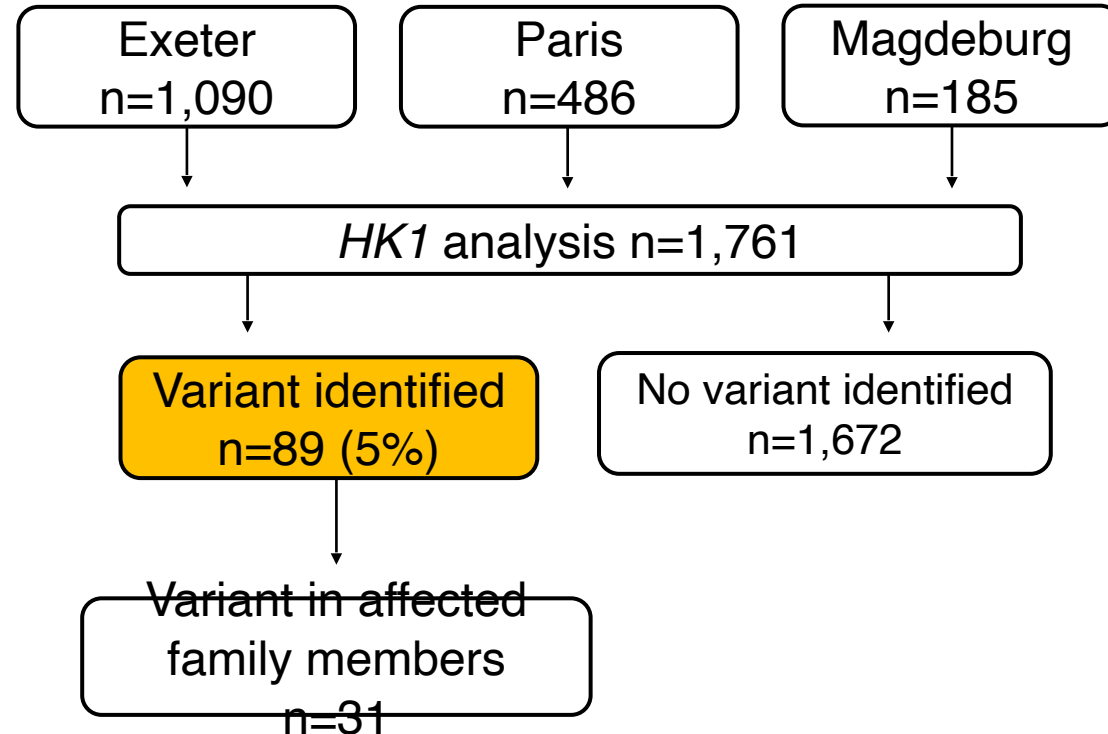 Exeter
n=1,090
Paris
n=486
Magdeburg
n=185
HK1 analysis n=1,761
Variant identified
n=89 (5%)
No variant identified
n=1,672
Variant in affected
family members
n=31